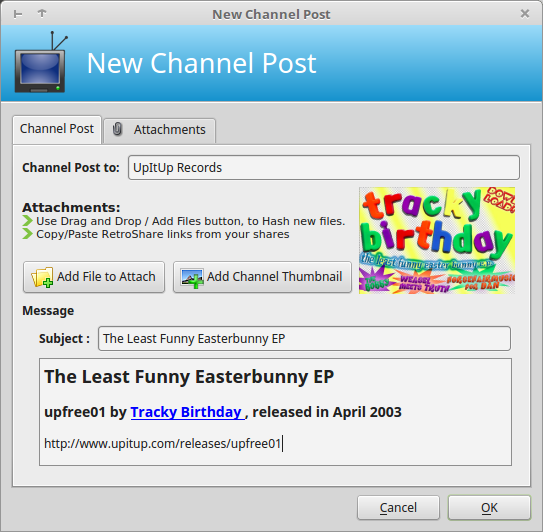 New Channel Post
New Channel Post
Channel Post
Attachments
Channel Post to:
UpItUp Records
Attachments:
Use Drag and Drop / Add Files button, to Hash new files.
Copy/Paste RetroShare links from your shares
tracky
birthday
the least funny easter bunny e.p.
Add File to Attach
Add Channel Thumbnail
Message
Subject :
The Least Funny Easterbunny EP
The Least Funny Easterbunny EP
upfree01 by Tracky Birthday , released in April 2003
http://www.upitup.com/releases/upfree01
Cancel
OK